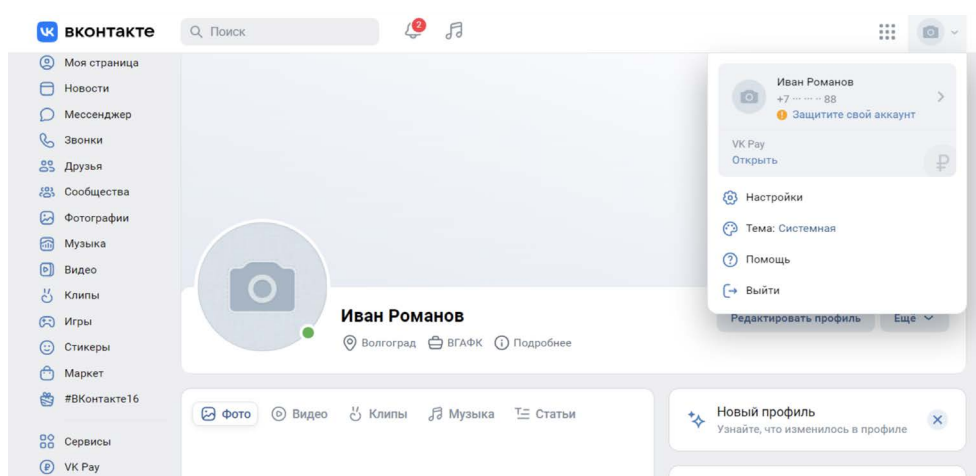 вконтакте
Поиск
2
Моя страница
Новости
Мессенджер
Звонки
Друзья
Сообщества
Фотографии
Музыка
Видео
Клипы
Игры
Стикеры
Маркет
#ВКонтакте16
Сервисы
VK Pay
Иван Романов
+7 ··· ··· ·· 88
Защитите свой аккаунт
VK Pay
Открыть
Настройки
Тема: Системная
Помощь
Выйти
Иван Романов
Волгоград ВГАФК Подробнее
Редактировать профиль Ещё
Фото Видео Клипы Музыка Статьи
Новый профиль
Узнайте, что изменилось в профиле